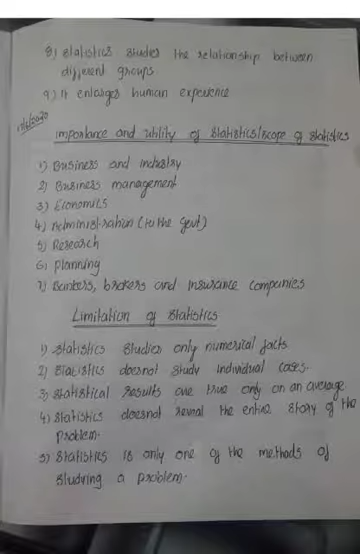 8) Statistics studies the relationship between
different groups
9) It enlarges human experience
Importance and utility of Statistics/scope of statistics
1) Business and industry
2) Business management
3) Economics
4) Administration (to the govt)
5) Research
6) Planning
7) Bankers, brokers and Insurance companies
Limitation of Statistics
1) Statistics studies only numerical facts
2) Statistics doesnot study individual cases.
3) Statistical Results are true only on an average
4) Statistics doesnot reveal the entire story of the
Problem.
5) Statistics is only one of the methods of
studying a problem.